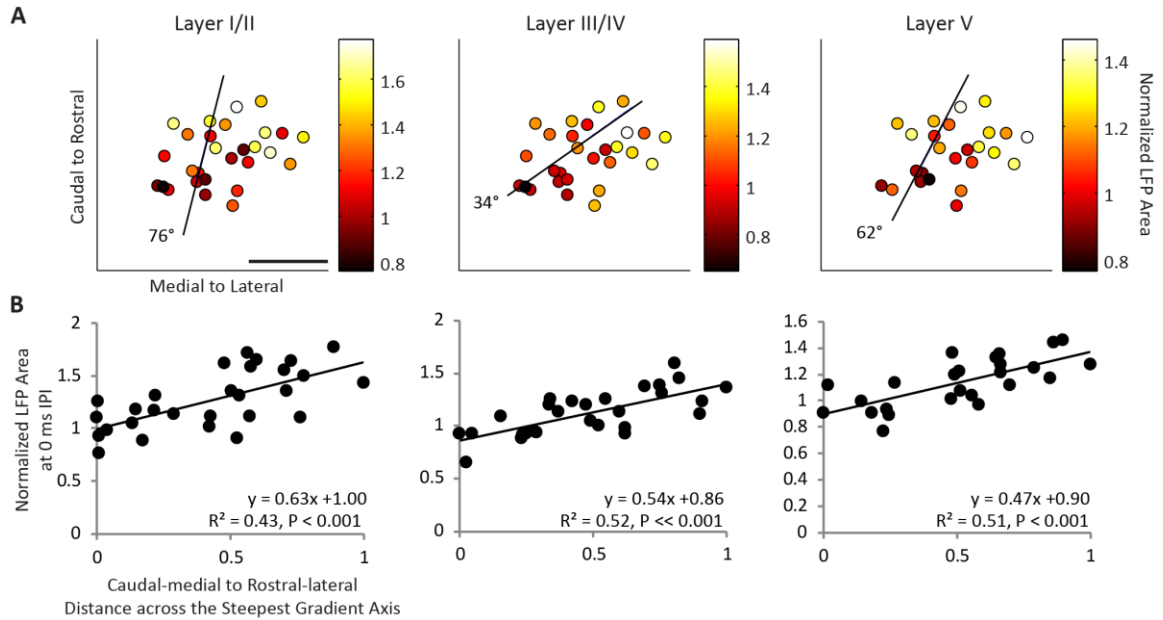 A
Layer I/II
Layer III/IV
Layer V
Caudal to Rostral
76°
1.6
1.4
1.2
1
0.8
34°
1.4
1.2
1
0.8
62°
1.4
1.2
1
0.8
Normalized LFP Area
Medial to Lateral
B
Normalized LFP Area
at 0 ms IPI
2
1.5
1
0.5
0
y = 0.63x +1.00
R² = 0.43, P < 0.001
0
0.5
1
2
1.5
1
0.5
0
y = 0.54x +0.86
R² = 0.52, P << 0.001
0
0.5
1
1.6
1.4
1.2
1
0.8
0.6
0.4
0.2
0
y = 0.47x +0.90
R² = 0.51, P < 0.001
0
0.5
1
Caudal-medial to Rostral-lateral
Distance across the Steepest Gradient Axis